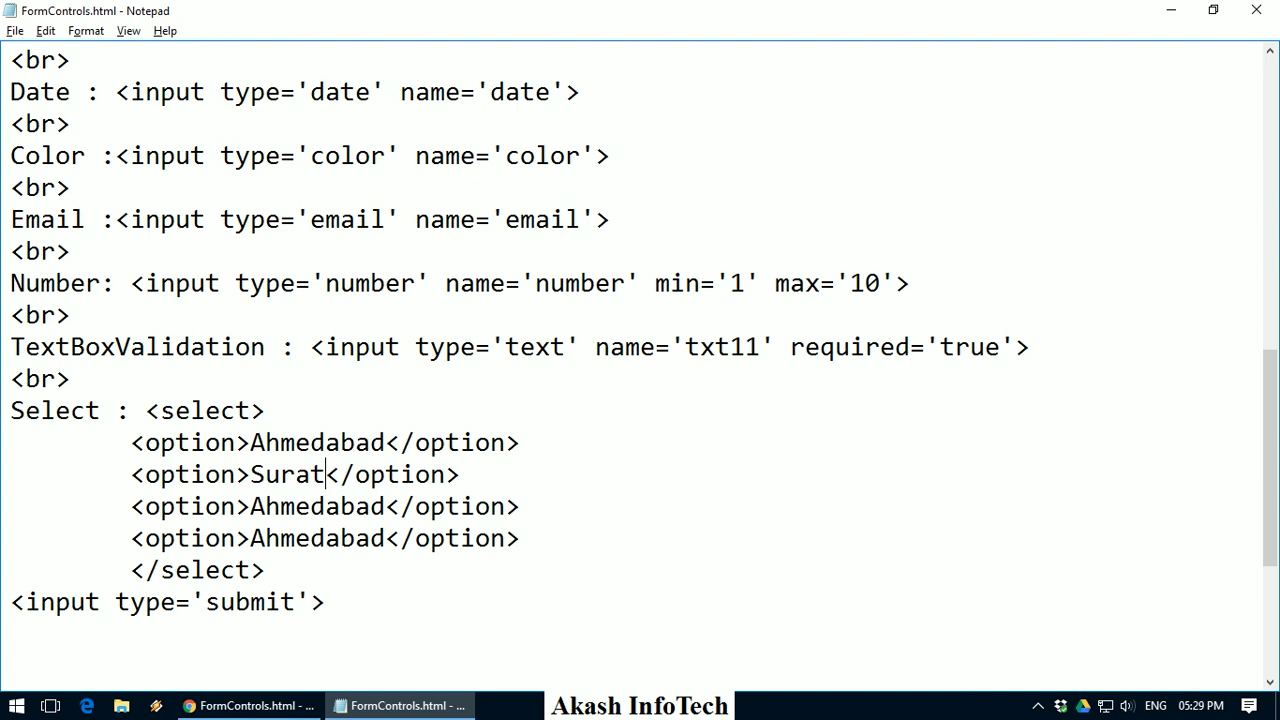 FormControls.html - Notepad
File Edit Format View Help
<br>
Date : <input type='date' name='date'>
<br>
Color :<input type='color' name='color'>
<br>
Email :<input type='email' name='email'>
<br>
Number: <input type='number' name='number' min='1' max='10'>
<br>
TextBoxValidation : <input type='text' name='txt11' required='true'>
<br>
Select : <select>
<option>Ahmedabad</option>
<option>Surat</option>
<option>Ahmedabad</option>
<option>Ahmedabad</option>
</select>
<input type='submit'>
FormControls.html - ... FormControls.html - ... Akash InfoTech ENG 05:29 PM